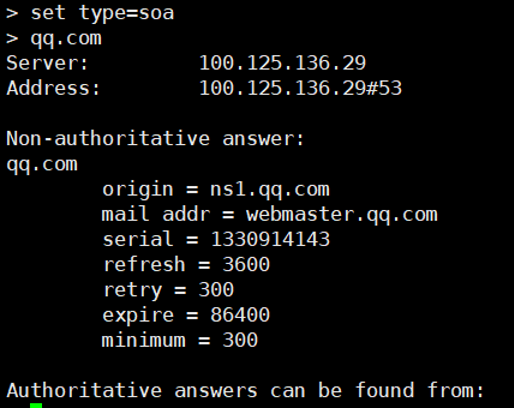 > set type=soa
> qq.com
Server:         100.125.136.29
Address:        100.125.136.29#53

Non-authoritative answer:
qq.com
        origin = ns1.qq.com
        mail addr = webmaster.qq.com
        serial = 1330914143
        refresh = 3600
        retry = 300
        expire = 86400
        minimum = 300

Authoritative answers can be found from:
>